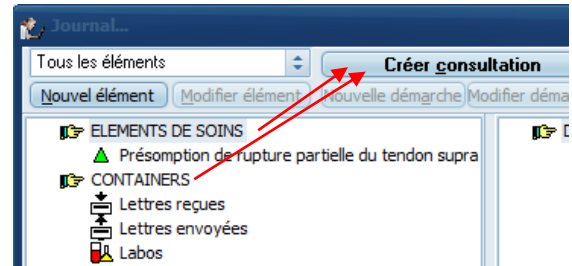 Journal...
Tous les éléments
Créer consultation
Nouvel élément Modifier élément Nouvelle démarche Modifier déma
ELEMENTS DE SOINS
Présomption de rupture partielle du tendon supra
CONTAINERS
Lettres reçues
Lettres envoyées
Labos